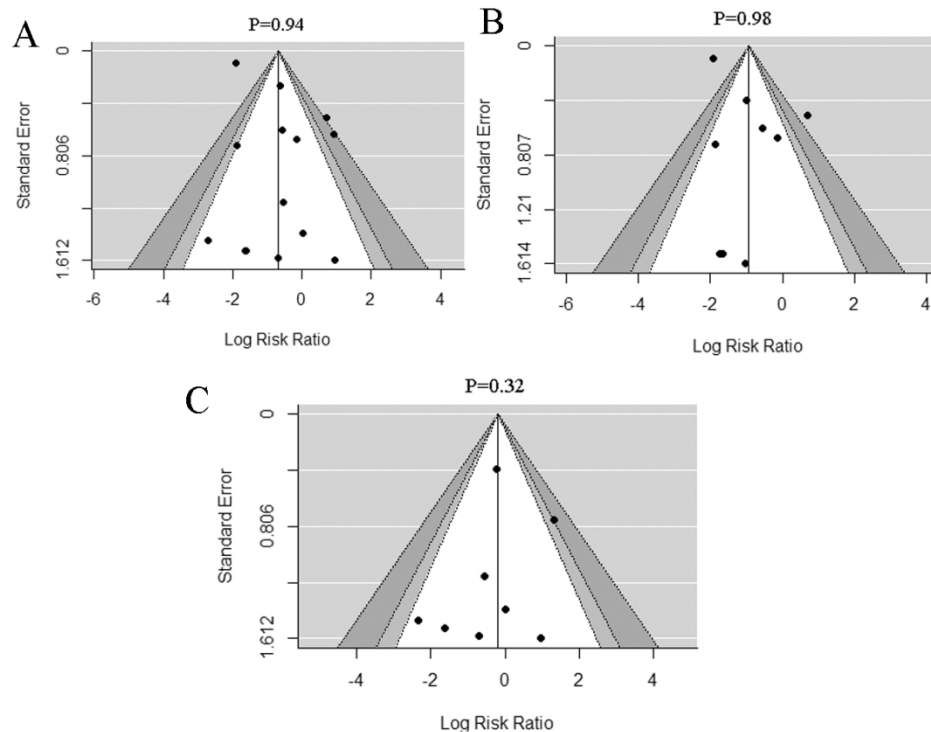 A
P=0.94
Standard Error
0
0.806
1.612
-6
-4
-2
0
2
4
Log Risk Ratio
B
P=0.98
Standard Error
0
0.807
1.21
1.614
-6
-4
-2
0
2
4
Log Risk Ratio
C
P=0.32
Standard Error
0
0.806
1.612
-4
-2
0
2
4
Log Risk Ratio